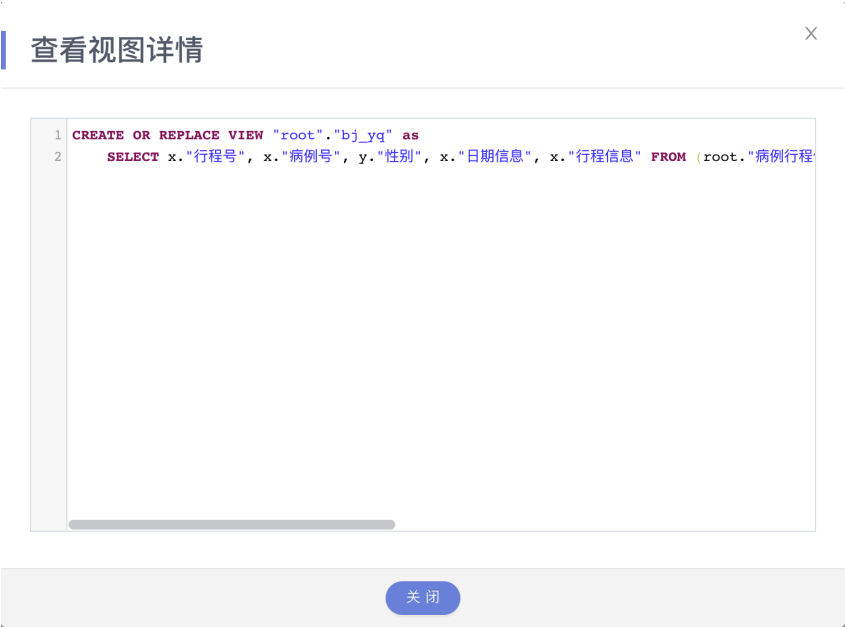 查看视图详情
X
1 CREATE OR REPLACE VIEW "root"."bj_yq" as
2 SELECT x."行程号", x."病例号", y."性别", x."日期信息", x."行程信息" FROM (root."病例行程
关 闭